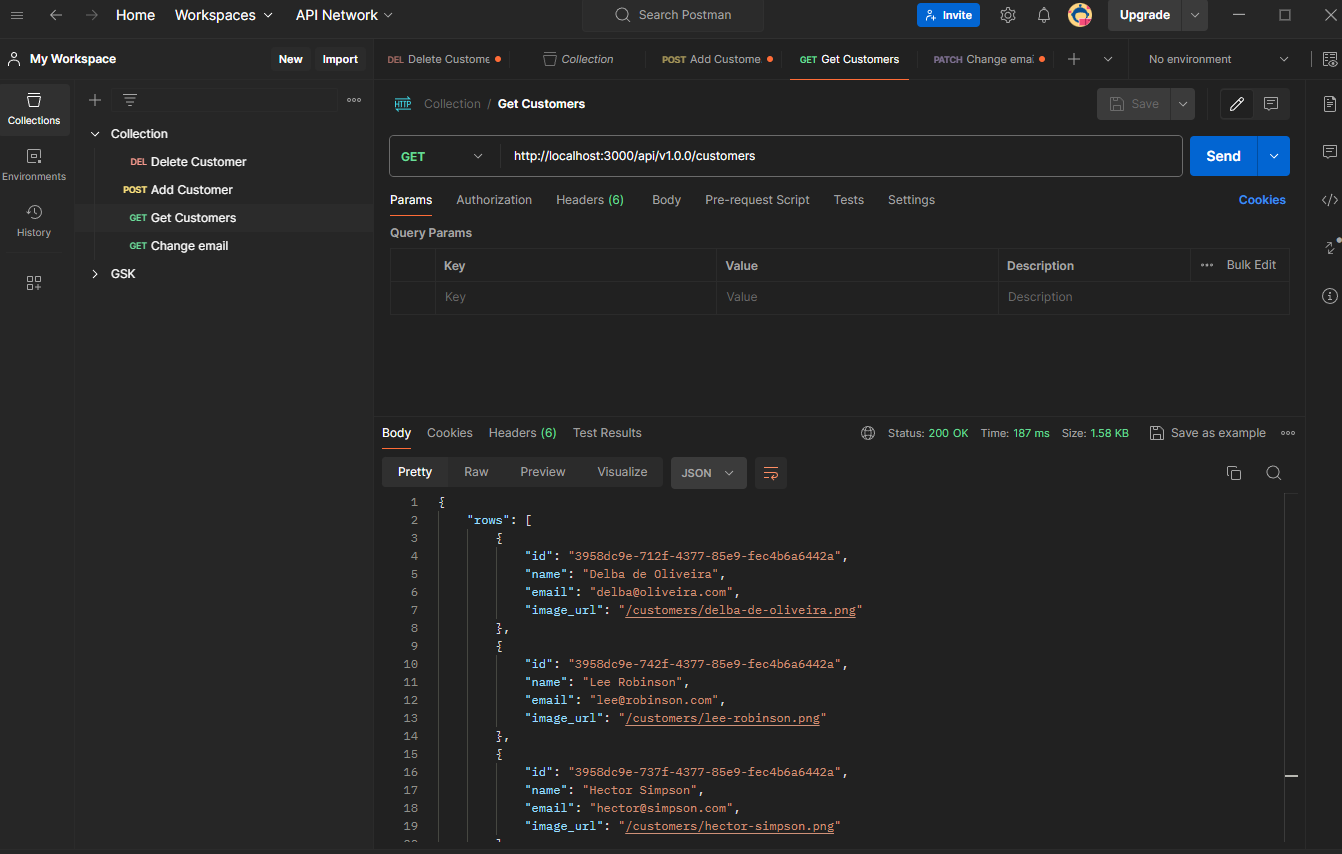 Home Workspaces API Network Search Postman Invite Upgrade
My Workspace New Import DEL Delete Custome Collection POST Add Custome GET Get Customers PATCH Change emai No environment
Collections
Environments
History
Collection
DEL Delete Customer
POST Add Customer
GET Get Customers
GET Change email
GSK
HTTP Collection / Get Customers Save
GET http://localhost:3000/api/v1.0.0/customers Send
Params Authorization Headers (6) Body Pre-request Script Tests Settings Cookies
Query Params
Key Value Description Bulk Edit
Key Value Description
Body Cookies Headers (6) Test Results Status: 200 OK Time: 187 ms Size: 1.58 KB Save as example
Pretty Raw Preview Visualize JSON
1 {
2 "rows": [
3 {
4 "id": "3958dc9e-712f-4377-85e9-fec4b6a6442a",
5 "name": "Delba de Oliveira",
6 "email": "delba@oliveira.com",
7 "image_url": "/customers/delba-de-oliveira.png"
8 },
9 {
10 "id": "3958dc9e-742f-4377-85e9-fec4b6a6442a",
11 "name": "Lee Robinson",
12 "email": "lee@robinson.com",
13 "image_url": "/customers/lee-robinson.png"
14 },
15 {
16 "id": "3958dc9e-737f-4377-85e9-fec4b6a6442a",
17 "name": "Hector Simpson",
18 "email": "hector@simpson.com",
19 "image_url": "/customers/hector-simpson.png"